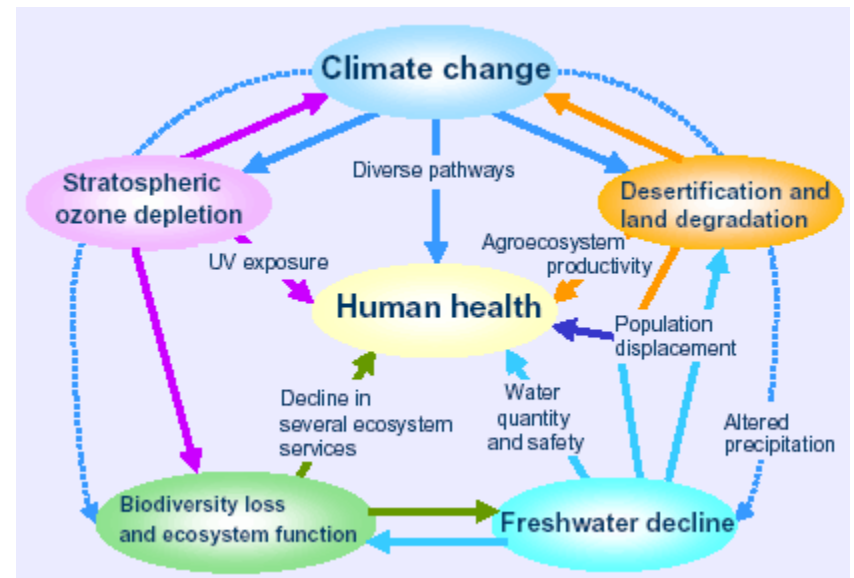 Climate change
Diverse pathways
Stratospheric
ozone depletion
Desertification and
land degradation
UV exposure
Agroecosystem
productivity
Human health
Population
displacement
Decline in
several ecosystem
services
Water
quantity
and safety
Altered
precipitation
Biodiversity loss
and ecosystem function
Freshwater decline